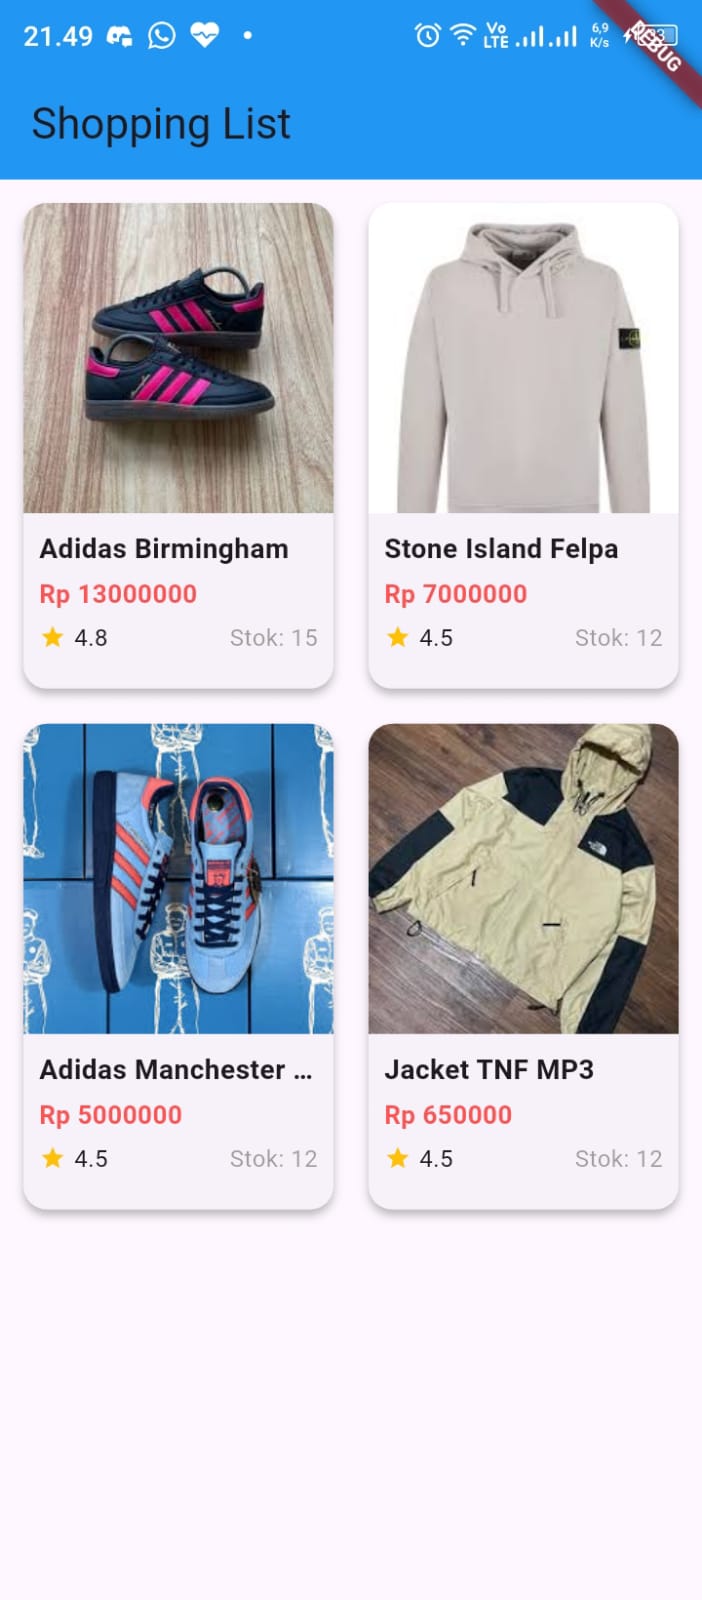 21.49
Vo
LTE
6,9
K/s
DEBUG
Shopping List
Adidas Birmingham
Rp 13000000
4.8
Stok: 15
Stone Island Felpa
Rp 7000000
4.5
Stok: 12
Adidas Manchester ...
Rp 5000000
4.5
Stok: 12
Jacket TNF MP3
Rp 650000
4.5
Stok: 12